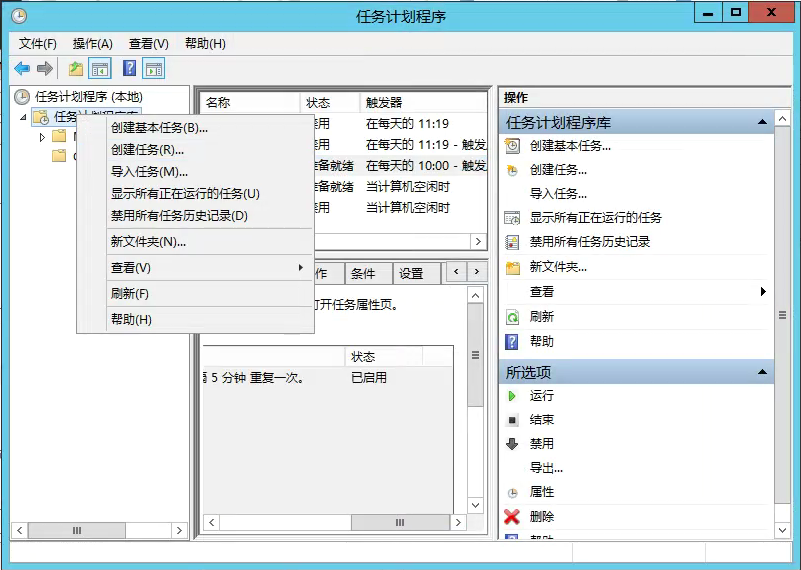 任务计划程序
文件(F) 操作(A) 查看(V) 帮助(H)
任务计划程序 (本地)
任务计划程序库
创建基本任务(B)...
创建任务(R)...
导入任务(M)...
显示所有正在运行的任务(U)
禁用所有任务历史记录(D)
新文件夹(N)...
查看(V)
刷新(F)
帮助(H)
名称 状态 触发器
用 在每天的 11:19
用 在每天的 11:19 - 触发
备就绪 在每天的 10:00 - 触发
备就绪 当计算机空闲时
用 当计算机空闲时
作 条件 设置
打开任务属性页。
状态
5 分钟 重复一次。 已启用
操作
任务计划程序库
创建基本任务...
创建任务...
导入任务...
显示所有正在运行的任务
禁用所有任务历史记录
新文件夹...
查看
刷新
帮助
所选项
运行
结束
禁用
导出...
属性
删除
帮助